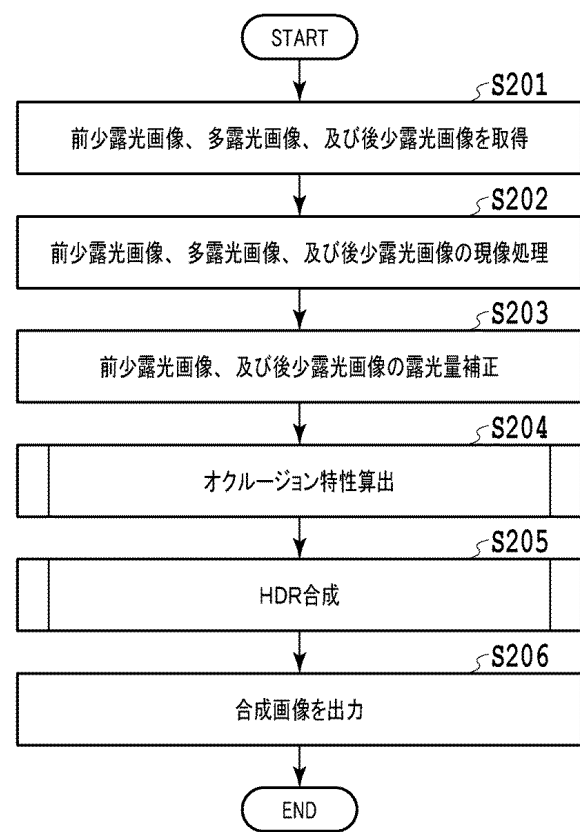 START
S201
前少露光画像、多露光画像、及び後少露光画像を取得
S202
前少露光画像、多露光画像、及び後少露光画像の現像処理
S203
前少露光画像、及び後少露光画像の露光量補正
S204
オクルージョン特性算出
S205
HDR合成
S206
合成画像を出力
END